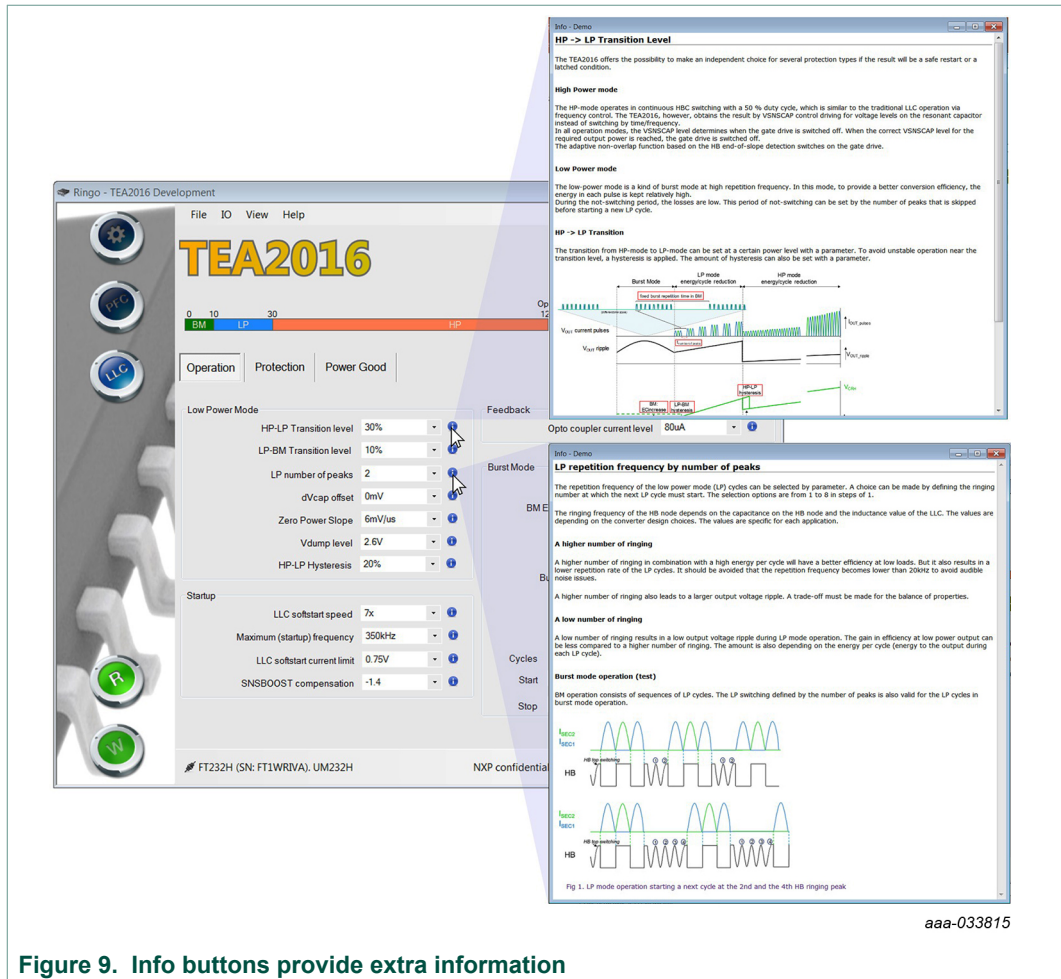 Info - Demo
HP -> LP Transition Level
The TEA2016 offers the possibility to make an independent choice for several protection types if the result will be a safe restart or a
latched condition.
High Power mode
The HP-mode operates in continuous HBC switching with a 50 % duty cycle, which is similar to the traditional LLC operation via
frequency control. The TEA2016, however, obtains the result by VSNSCAP control driving for voltage levels on the resonant capacitor
instead of switching by time/frequency.
In all operation modes, the VSNSCAP level determines when the gate drive is switched off. When the correct VSNSCAP level for the
required output power is reached, the gate drive is switched off.
The adaptive non-overlap function based on the HB end-of-slope detection switches on the gate drive.
Low Power mode
The low-power mode is a kind of burst mode at high repetition frequency. In this mode, to provide a better conversion efficiency, the
energy in each pulse is kept relatively high.
During the not-switching period, the losses are low. This period of not-switching can be set by the number of peaks that is skipped
before starting a new LP cycle.
HP -> LP Transition
The transition from HP-mode to LP-mode can be set at a certain power level with a parameter. To avoid unstable operation near the
transition level, a hysteresis is applied. The amount of hysteresis can also be set with a parameter.
Burst Mode
LP mode
energy/cycle reduction
HP mode
energy/cycle reduction
fixed burst repetition time in BM
VOUT current pulses
IOUT_pulses
VOUT ripple
VOUT_ripple
HP-LP
hysteresis
BM
LP-BM
hysteresis
Ringo - TEA2016 Development
File IO View Help
TEA2016
Op
0 10 30 12
BM LP HP
PFC
LLC
R
W
Operation Protection Power Good
Low Power Mode
HP-LP Transition level 30%
LP-BM Transition level 10%
LP number of peaks 2
dVcap offset 0mV
Zero Power Slope 6mV/us
Vdump level 2.6V
HP-LP Hysteresis 20%
Startup
LLC softstart speed 7x
Maximum (startup) frequency 350kHz
LLC softstart current limit 0.75V
SNSBOOST compensation -1.4
Feedback
Opto coupler current level 80uA
Burst Mode
BM E
Bu
Cycles
Start
Stop
FT232H (SN: FT1WRIVA). UM232H
NXP confidential
Info - Demo
LP repetition frequency by number of peaks
The repetition frequency of the low power mode (LP) cycles can be selected by parameter. A choice can be made by defining the ringing
number at which the next LP cycle must start. The selection options are from 1 to 8 in steps of 1.
The ringing frequency of the HB node depends on the capacitance on the HB node and the inductance value of the LLC. The values are
depending on the converter design choices. The values are specific for each application.
A higher number of ringing
A higher number of ringing in combination with a high energy per cycle will have a better efficiency at low loads. But it also results in a
lower repetition rate of the LP cycles. It should be avoided that the repetition frequency becomes lower than 20kHz to avoid audible
noise issues.
A higher number of ringing also leads to a larger output voltage ripple. A trade-off must be made for the balance of properties.
A low number of ringing
A low number of ringing results in a low output voltage ripple during LP mode operation. The gain in efficiency at low power output can
be less compared to a higher number of ringing. The amount is also depending on the energy per cycle (energy to the output during
each LP cycle).
Burst mode operation (test)
BM operation consists of sequences of LP cycles. The LP switching defined by the number of peaks is also valid for the LP cycles in
burst mode operation.
ISEC2
ISEC1
HB top switching
1 2 1 2
HB
ISEC2
ISEC1
HB top switching
1 2 3 4 1 2 3 4
HB
Fig 1. LP mode operation starting a next cycle at the 2nd and the 4th HB ringing peak
aaa-033815
Figure 9. Info buttons provide extra information